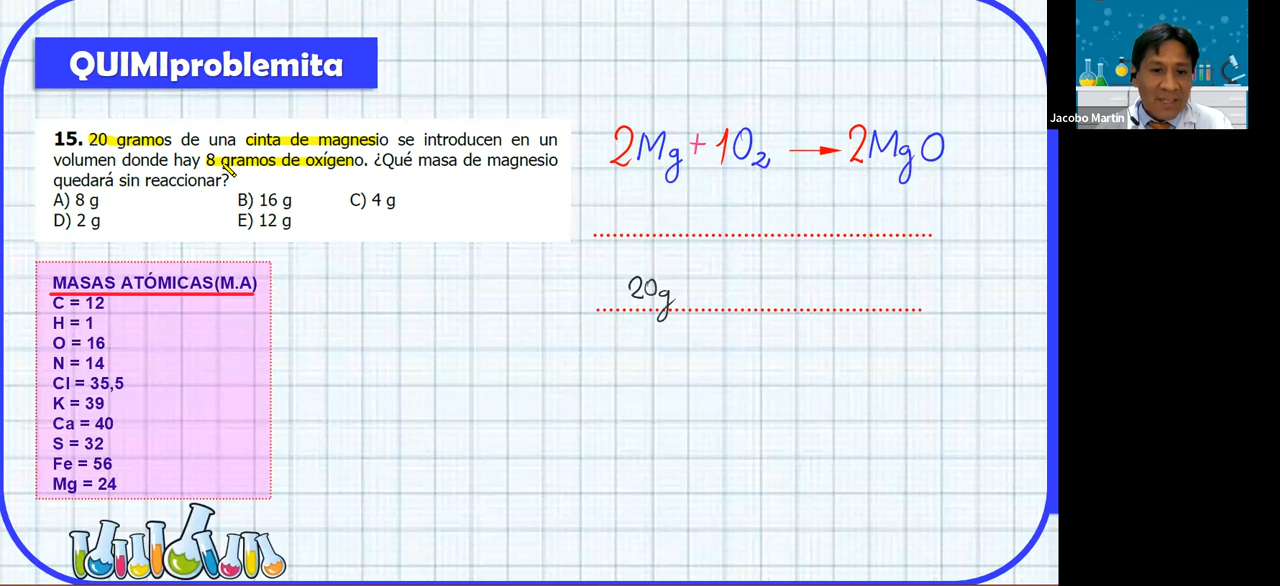 QUIMIproblemita
15. 20 gramos de una cinta de magnesio se introducen en un
volumen donde hay 8 gramos de oxígeno. ¿Qué masa de magnesio
quedará sin reaccionar?
A) 8 g B) 16 g C) 4 g
D) 2 g E) 12 g
MASAS ATÓMICAS(M.A)
C = 12
H = 1
O = 16
N = 14
Cl = 35,5
K = 39
Ca = 40
S = 32
Fe = 56
Mg = 24
2Mg + 1O₂ → 2MgO
20g
Jacobo Martin